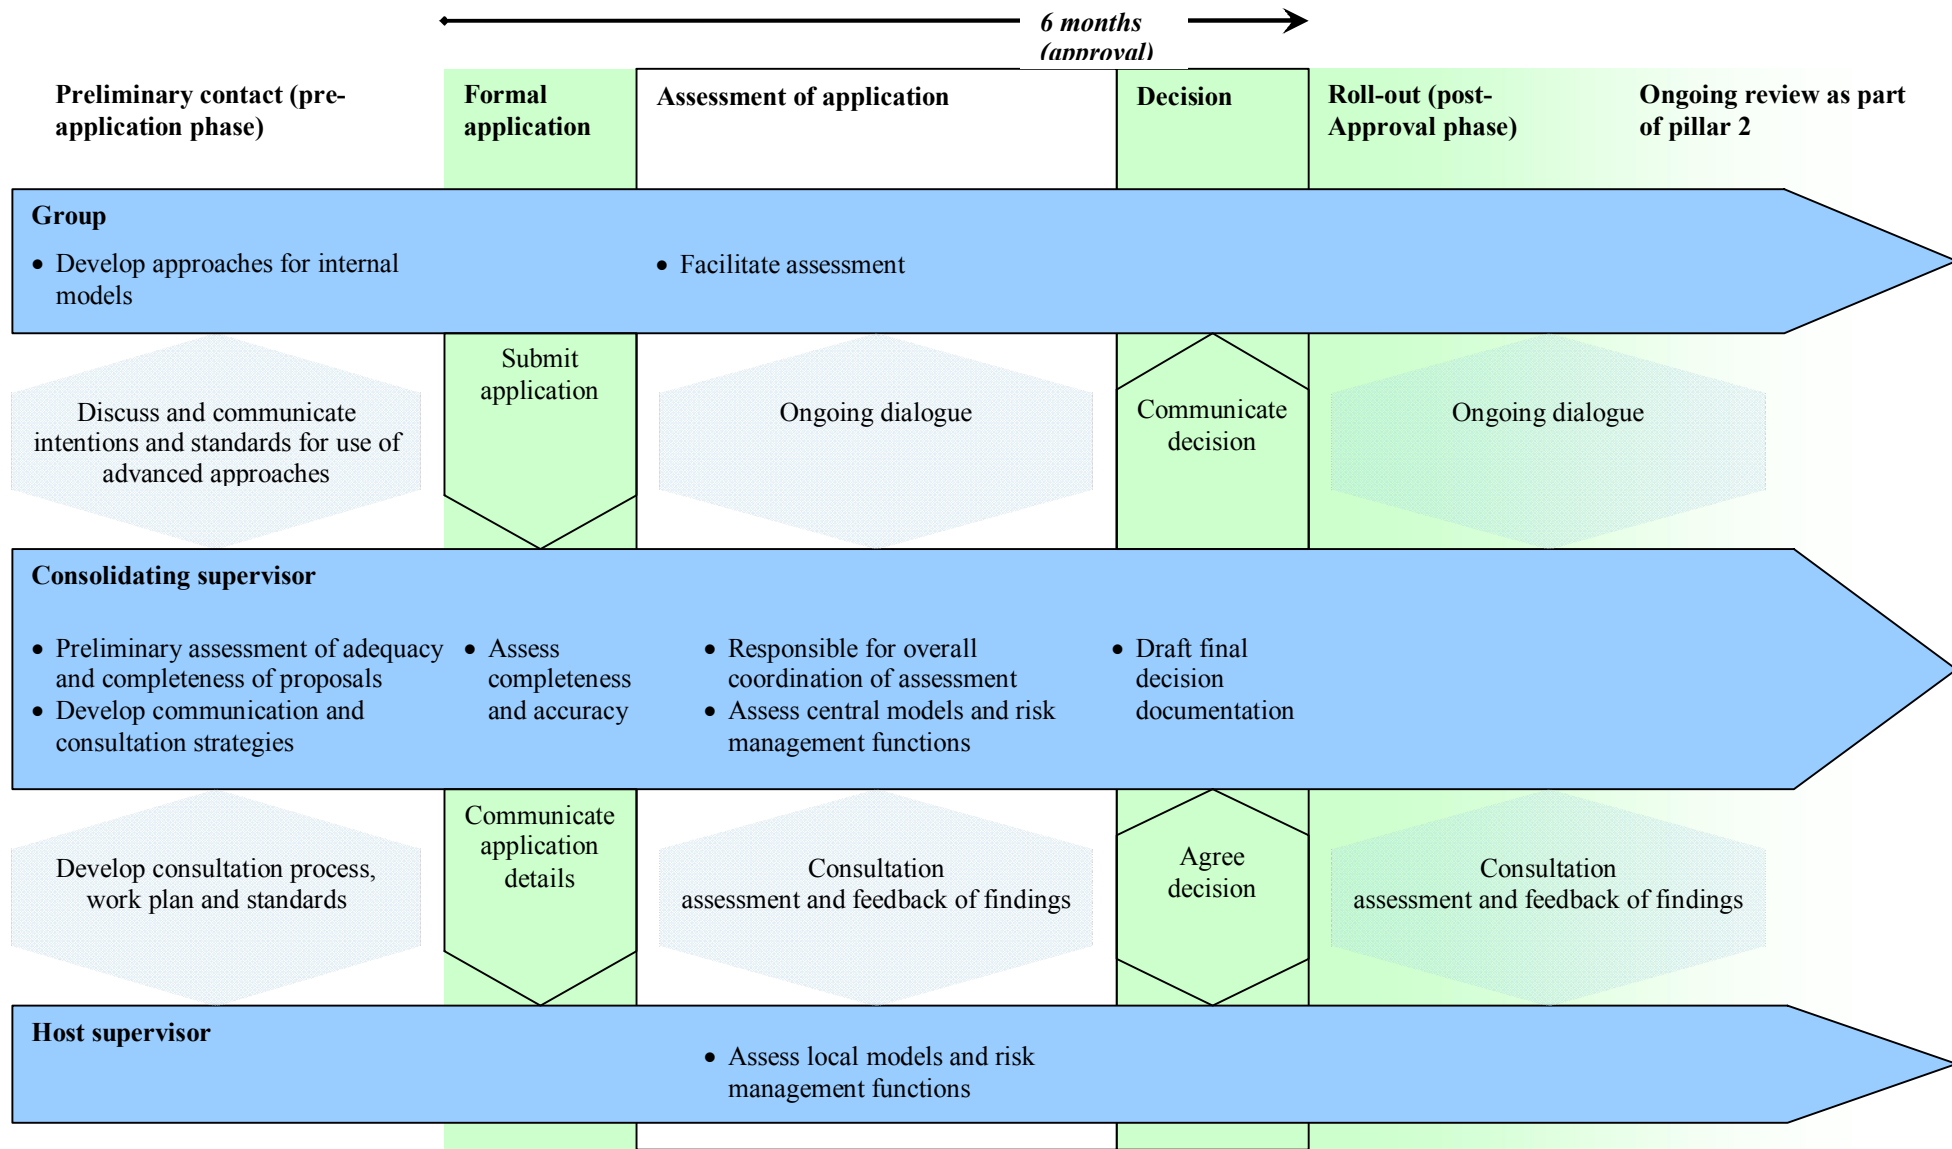 6 months
(approval)
Preliminary contact (pre-
application phase)
Formal
application
Assessment of application
Decision
Roll-out (post-
Approval phase)
Ongoing review as part
of pillar 2
Group
• Develop approaches for internal
models
• Facilitate assessment
Discuss and communicate
intentions and standards for use of
advanced approaches
Submit
application
Ongoing dialogue
Communicate
decision
Ongoing dialogue
Consolidating supervisor
• Preliminary assessment of adequacy
and completeness of proposals
• Develop communication and
consultation strategies
• Assess
completeness
and accuracy
• Responsible for overall
coordination of assessment
• Assess central models and risk
management functions
• Draft final
decision
documentation
Develop consultation process,
work plan and standards
Communicate
application
details
Consultation
assessment and feedback of findings
Agree
decision
Consultation
assessment and feedback of findings
Host supervisor
• Assess local models and risk
management functions